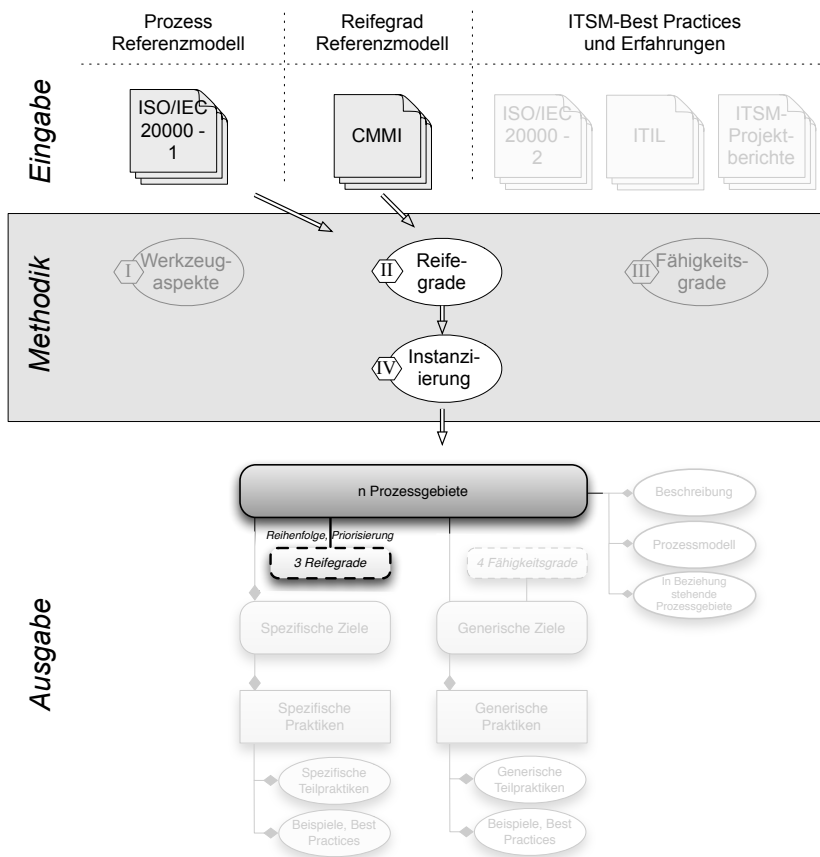 Prozess
Referenzmodell
Reifegrad
Referenzmodell
ITSM-Best Practices
und Erfahrungen
Eingabe
ISO/IEC
20000 -
1
CMMI
ISO/IEC
20000 -
2
ITIL
ITSM-
Projekt-
berichte
Methodik
I
Werkzeug-
aspekte
II
Reife-
grade
III
Fähigkeits-
grade
IV
Instanzi-
ierung
Ausgabe
n Prozessgebiete
Beschreibung
Reihenfolge, Priorisierung
3 Reifegrade
4 Fähigkeitsgrade
Prozessmodell
In Beziehung
stehende
Prozessgebiete
Spezifische Ziele
Generische Ziele
Spezifische
Praktiken
Generische
Praktiken
Spezifische
Teilpraktiken
Generische
Teilpraktiken
Beispiele, Best
Practices
Beispiele, Best
Practices